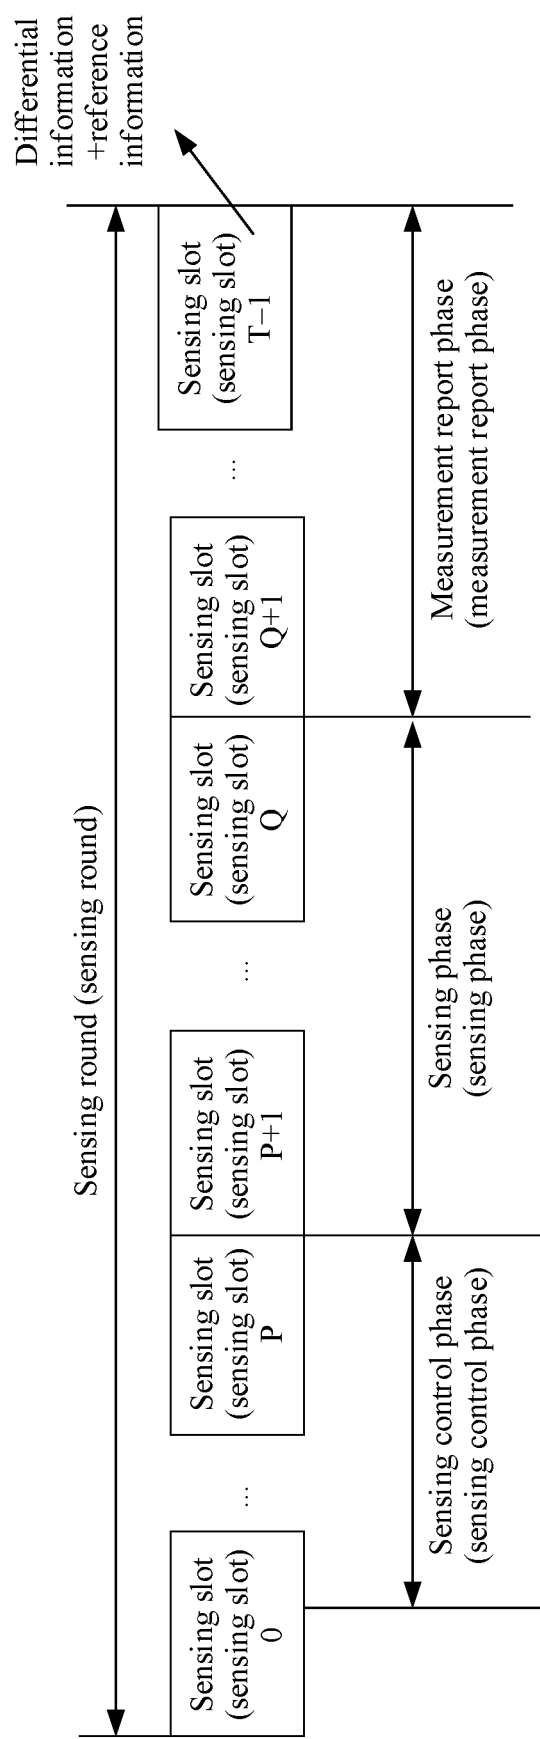 Sensing round (sensing round)
Sensing slot
(sensing slot)
0
...
Sensing slot
(sensing slot)
P
Sensing slot
(sensing slot)
P+1
...
Sensing slot
(sensing slot)
Q
Sensing slot
(sensing slot)
Q+1
...
Sensing slot
(sensing slot)
T−1
Differential
information
+reference
information
Sensing control phase
(sensing control phase)
Sensing phase
(sensing phase)
Measurement report phase
(measurement report phase)